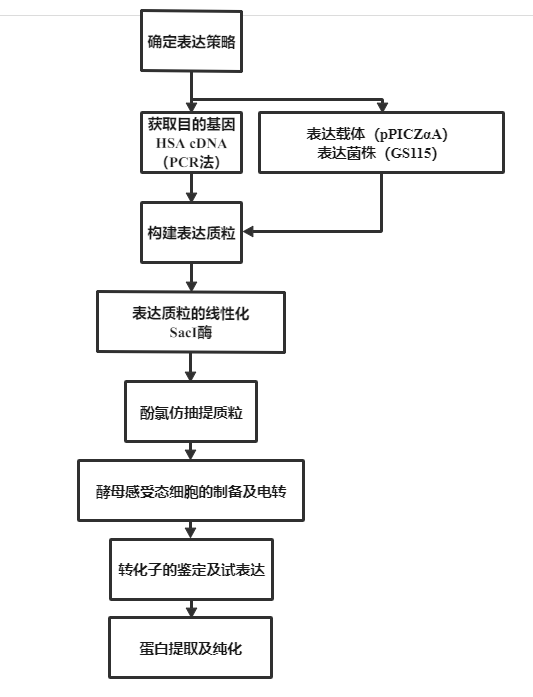 确定表达策略
获取目的基因
HSA cDNA
（PCR法）
表达载体（pPICZαA）
表达菌株（GS115）
构建表达质粒
表达质粒的线性化
SacI酶
酚氯仿抽提质粒
酵母感受态细胞的制备及电转
转化子的鉴定及试表达
蛋白提取及纯化